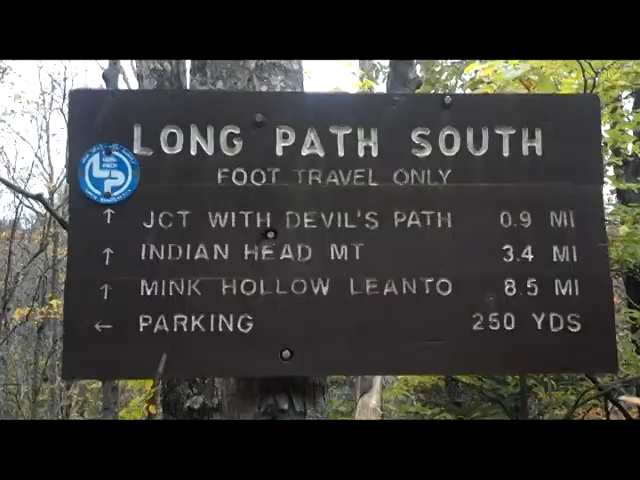 LONG PATH SOUTH
FOOT TRAVEL ONLY
LP
↑ JCT WITH DEVIL'S PATH 0.9 MI
↑ INDIAN HEAD MT 3.4 MI
↑ MINK HOLLOW LEANTO 8.5 MI
← PARKING 250 YDS